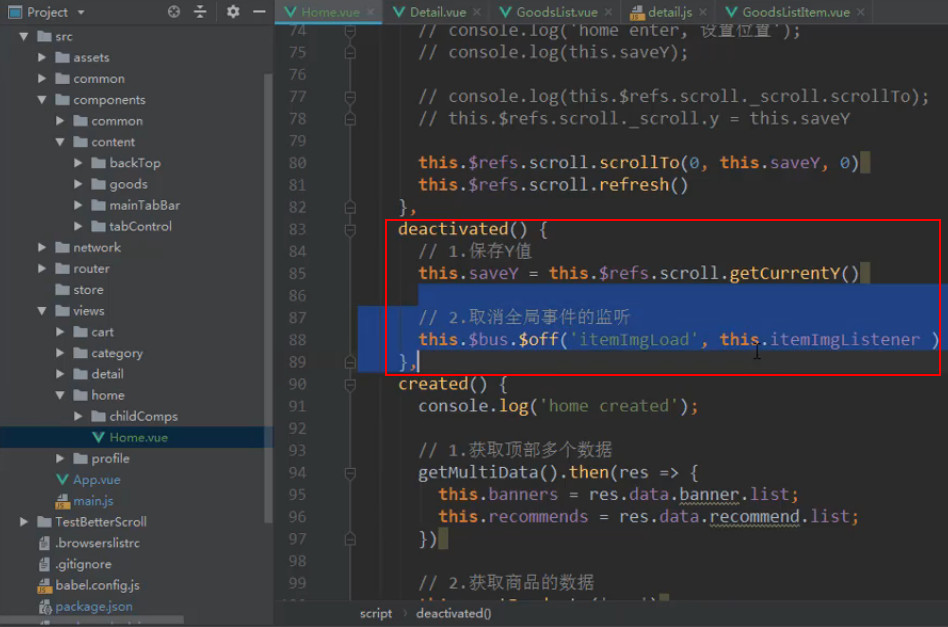 Project
Home.vue
Detail.vue
GoodsList.vue
detail.js
GoodsListItem.vue
src
assets
common
components
common
content
backTop
goods
mainTabBar
tabControl
network
router
store
views
cart
category
detail
home
childComps
Home.vue
profile
App.vue
main.js
TestBetterScroll
.browserslistrc
.gitignore
babel.config.js
package.json
74 // console.log('home enter, 设置位置');
75 // console.log(this.saveY);
76
77 // console.log(this.$refs.scroll._scroll.scrollTo);
78 // this.$refs.scroll._scroll.y = this.saveY
79
80 this.$refs.scroll.scrollTo(0, this.saveY, 0)
81 this.$refs.scroll.refresh()
82 },
83 deactivated() {
84 // 1.保存Y值
85 this.saveY = this.$refs.scroll.getCurrentY()
86
87 // 2.取消全局事件的监听
88 this.$bus.$off('itemImgLoad', this.itemImgListener )
89 },
90 created() {
91 console.log('home created');
92
93 // 1.获取顶部多个数据
94 getMultiData().then(res => {
95 this.banners = res.data.banner.list;
96 this.recommends = res.data.recommend.list;
97 })
98
99 // 2.获取商品的数据
script › deactivated()